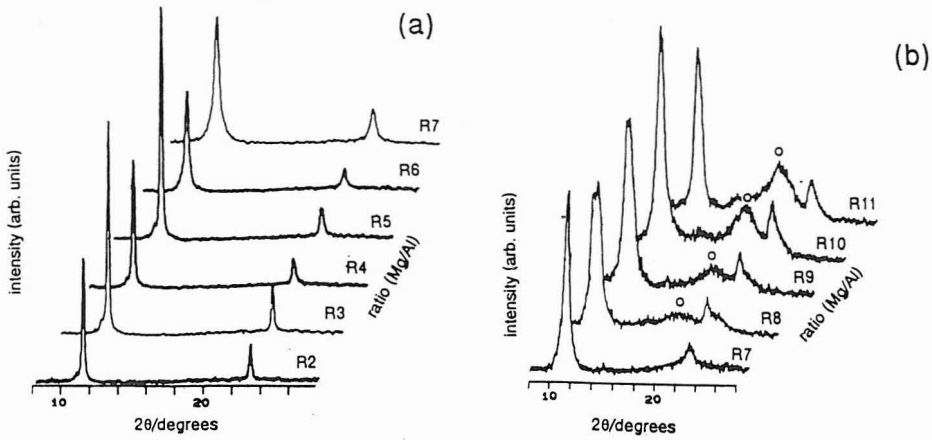 (a)
R7
R6
R5
R4
R3
R2
intensity (arb. units)
ratio (Mg/Al)
10 20
2θ/degrees
(b)
R11
R10
R9
R8
R7
intensity (arb. units)
ratio (Mg/Al)
10 20
2θ/degrees